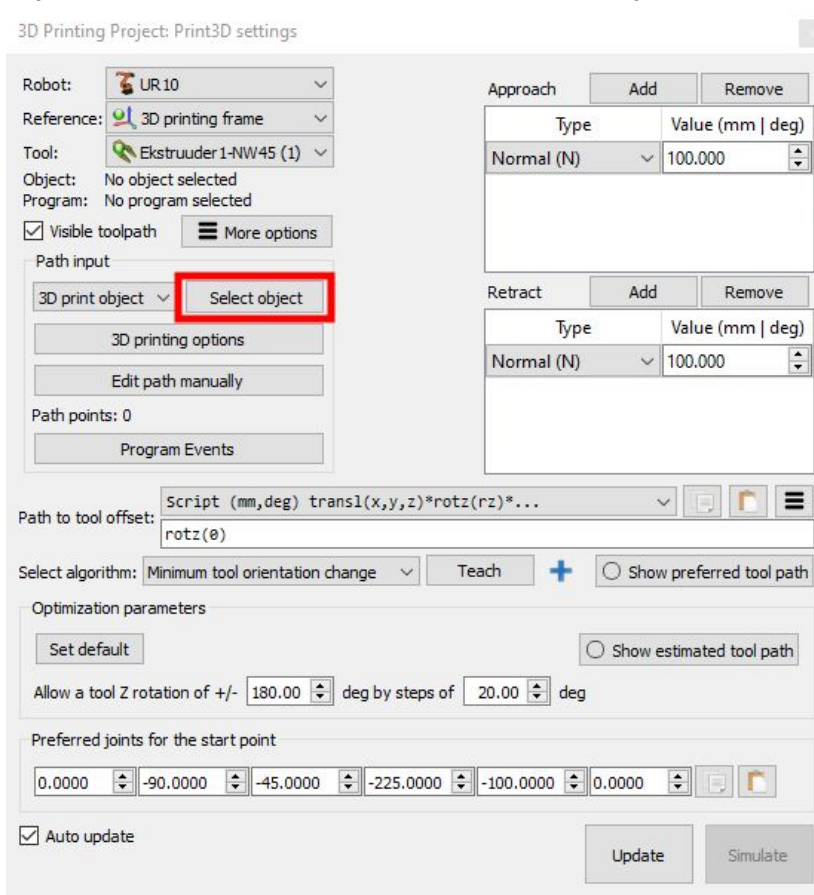 3D Printing Project: Print3D settings
Robot: UR10
Reference: 3D printing frame
Tool: Ekstruuder1-NW45 (1)
Object: No object selected
Program: No program selected
Visible toolpath More options
Path input
3D print object Select object
3D printing options
Edit path manually
Path points: 0
Program Events
Approach Add Remove
Type Value (mm | deg)
Normal (N) 100.000
Retract Add Remove
Type Value (mm | deg)
Normal (N) 100.000
Path to tool offset: Script (mm,deg) transl(x,y,z)*rotz(rz)*...
rotz(0)
Select algorithm: Minimum tool orientation change Teach Show preferred tool path
Optimization parameters
Set default Show estimated tool path
Allow a tool Z rotation of +/- 180.00 deg by steps of 20.00 deg
Preferred joints for the start point
0.0000 -90.0000 -45.0000 -225.0000 -100.0000 0.0000
Auto update Update Simulate